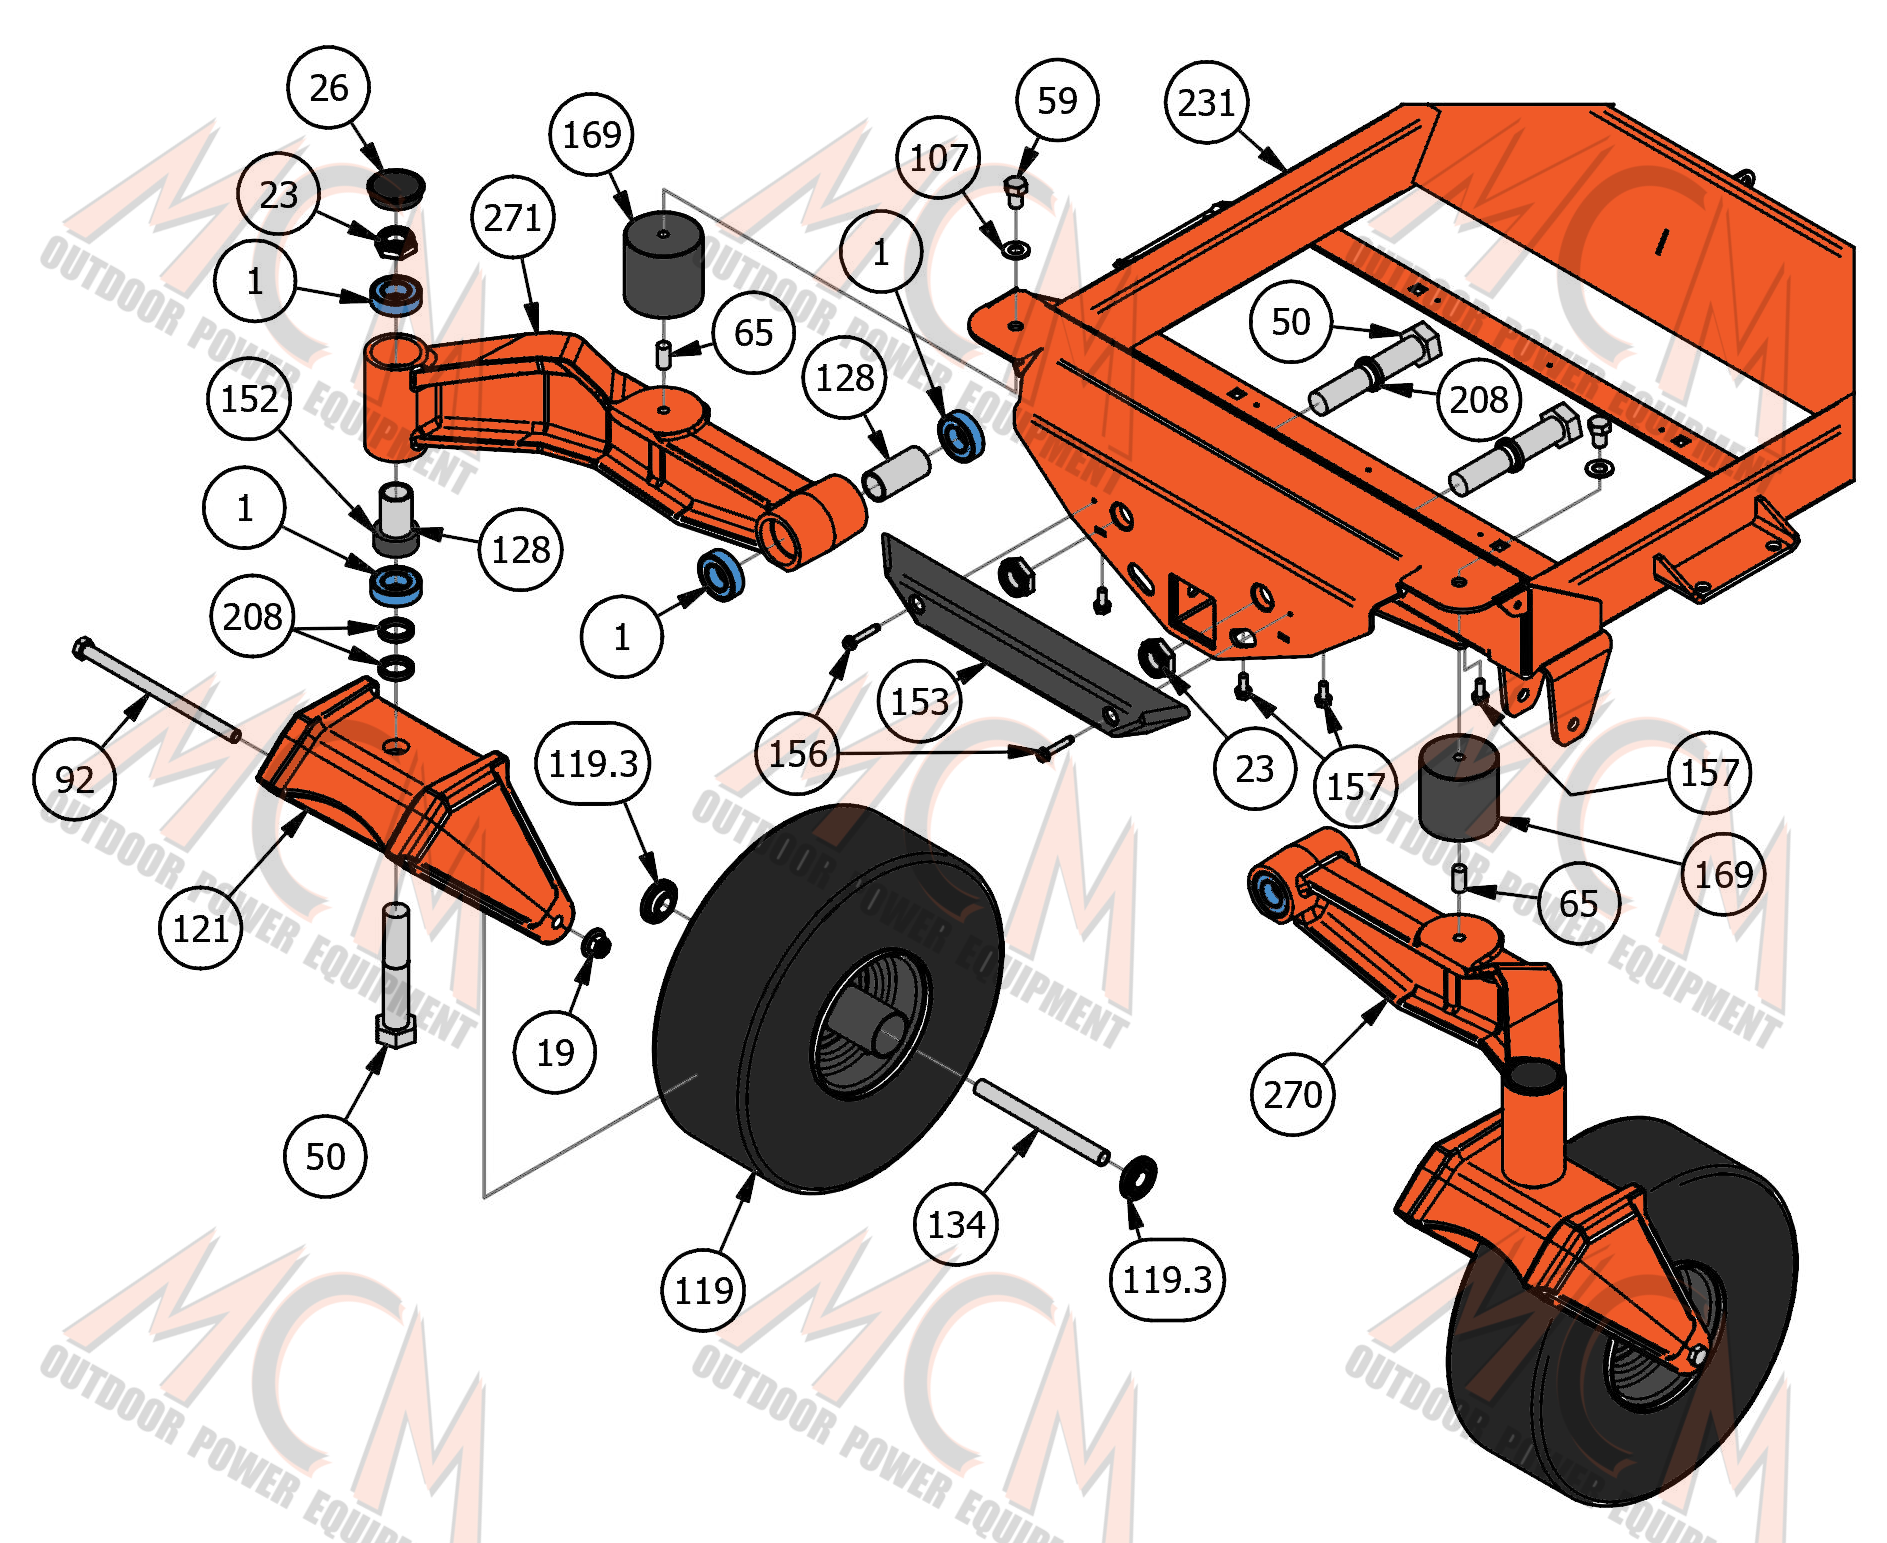 26
59
231
169
107
23
271
1
1
50
65
128
152
208
1
128
208
1
153
156
92
119.3
23
157
157
169
65
121
19
270
50
134
119
119.3
MCM
OUTDOOR POWER EQUIPMENT
MCM
OUTDOOR POWER EQUIPMENT
MCM
OUTDOOR POWER EQUIPMENT
MCM
OUTDOOR POWER EQUIPMENT
MCM
OUTDOOR POWER EQUIPMENT
MCM
OUTDOOR POWER EQUIPMENT
MCM
OUTDOOR POWER EQUIPMENT
MCM
OUTDOOR POWER EQUIPMENT
MCM
OUTDOOR POWER EQUIPMENT